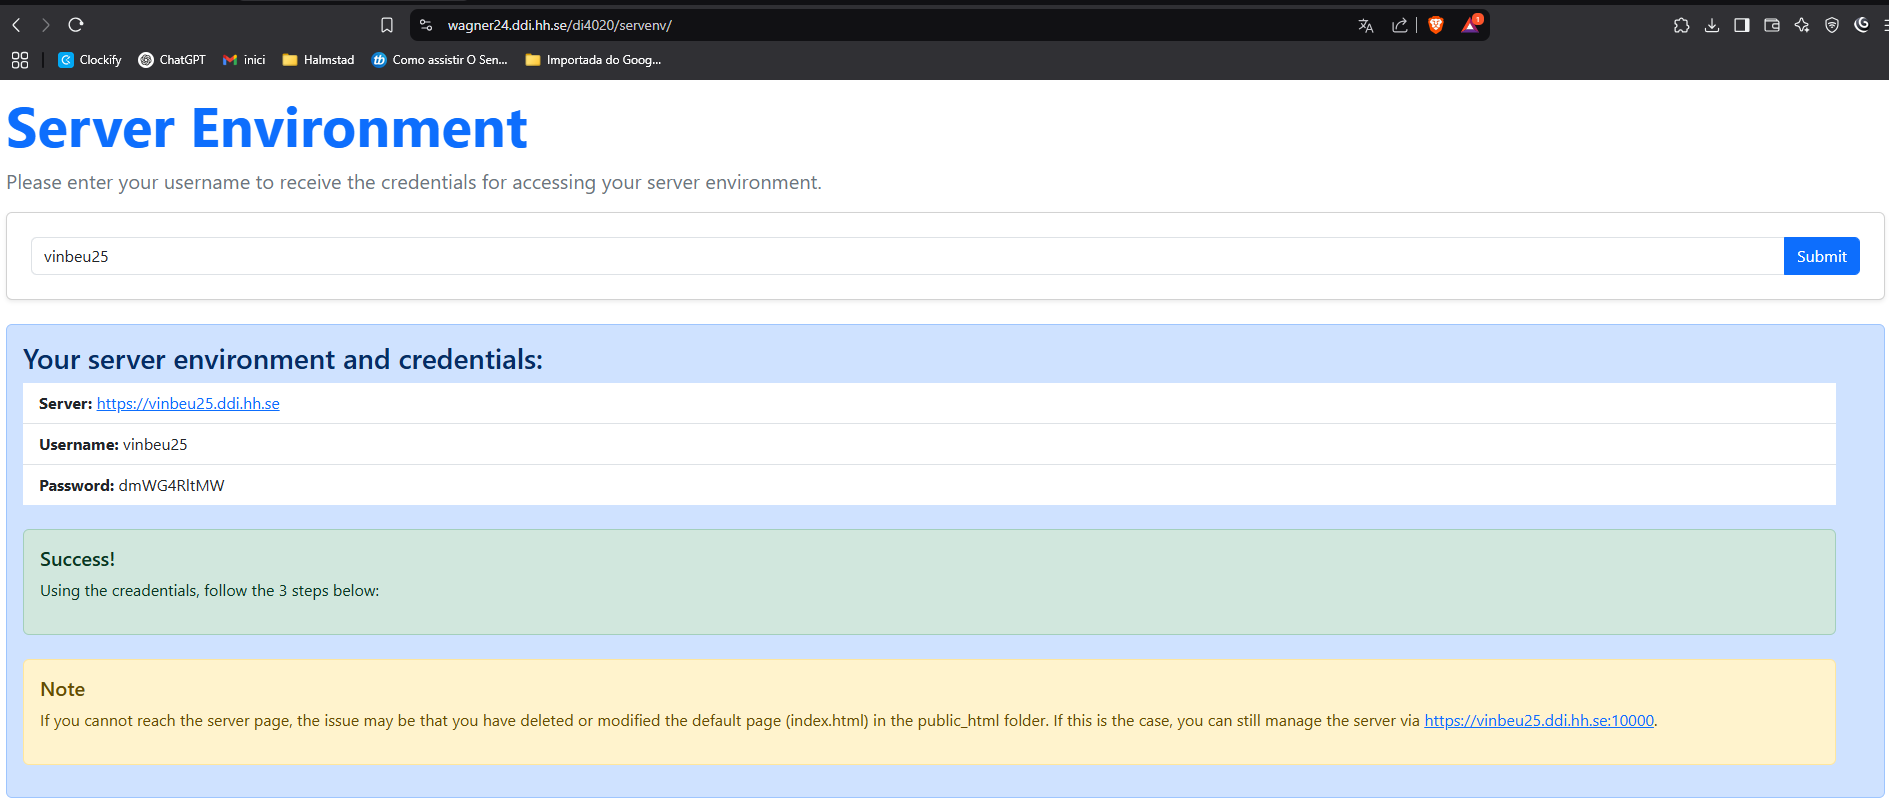 wagner24.ddi.hh.se/di4020/servenv/
1
Clockify ChatGPT inici Halmstad Como assistir O Sen... Importada do Goog...
Server Environment
Please enter your username to receive the credentials for accessing your server environment.
vinbeu25 Submit
Your server environment and credentials:
Server: https://vinbeu25.ddi.hh.se
Username: vinbeu25
Password: dmWG4RltMW
Success!
Using the creadentials, follow the 3 steps below:
Note
If you cannot reach the server page, the issue may be that you have deleted or modified the default page (index.html) in the public_html folder. If this is the case, you can still manage the server via https://vinbeu25.ddi.hh.se:10000.